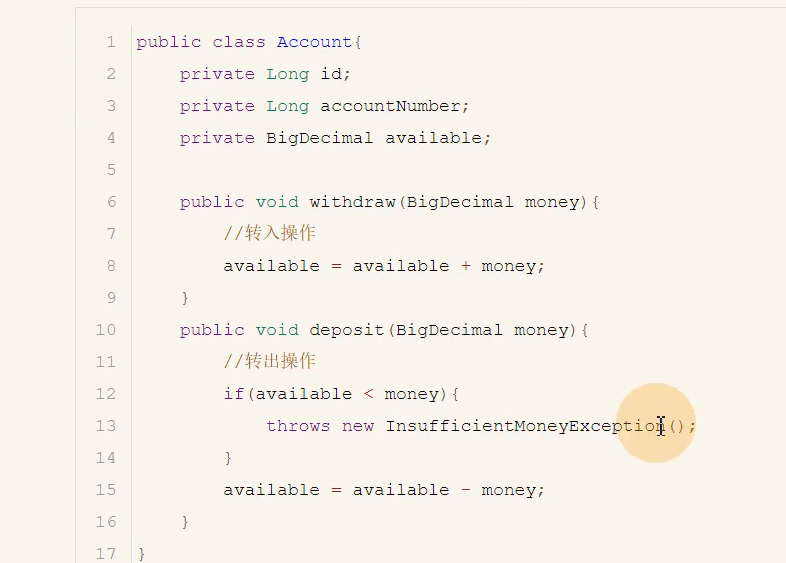 1 public class Account{
2 private Long id;
3 private Long accountNumber;
4 private BigDecimal available;
5
6 public void withdraw(BigDecimal money){
7 //转入操作
8 available = available + money;
9 }
10 public void deposit(BigDecimal money){
11 //转出操作
12 if(available < money){
13 throws new InsufficientMoneyException();
14 }
15 available = available - money;
16 }
17 }